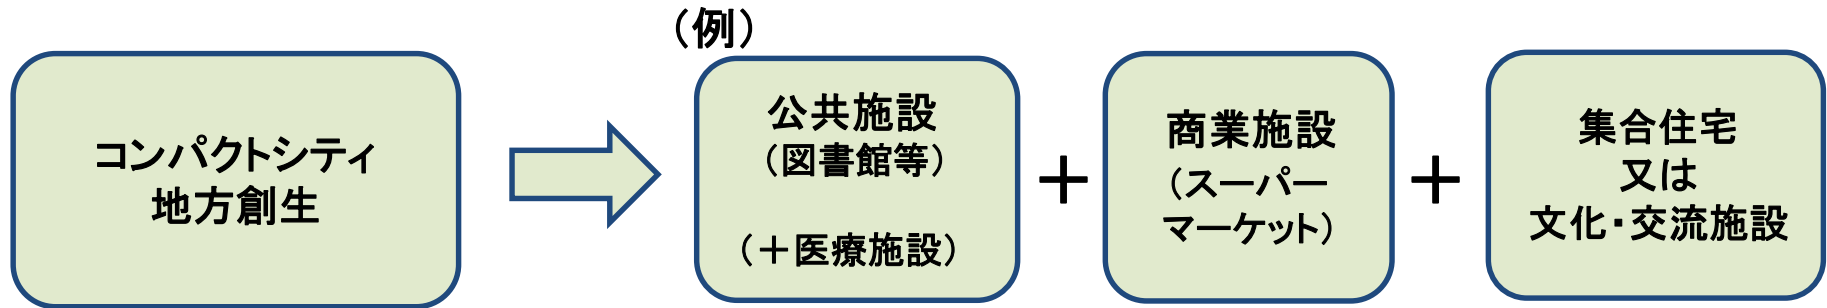 コンパクトシティ
地方創生
（例）
公共施設
（図書館等）
（＋医療施設）
＋
商業施設
（スーパー
マーケット）
＋
集合住宅
又は
文化・交流施設